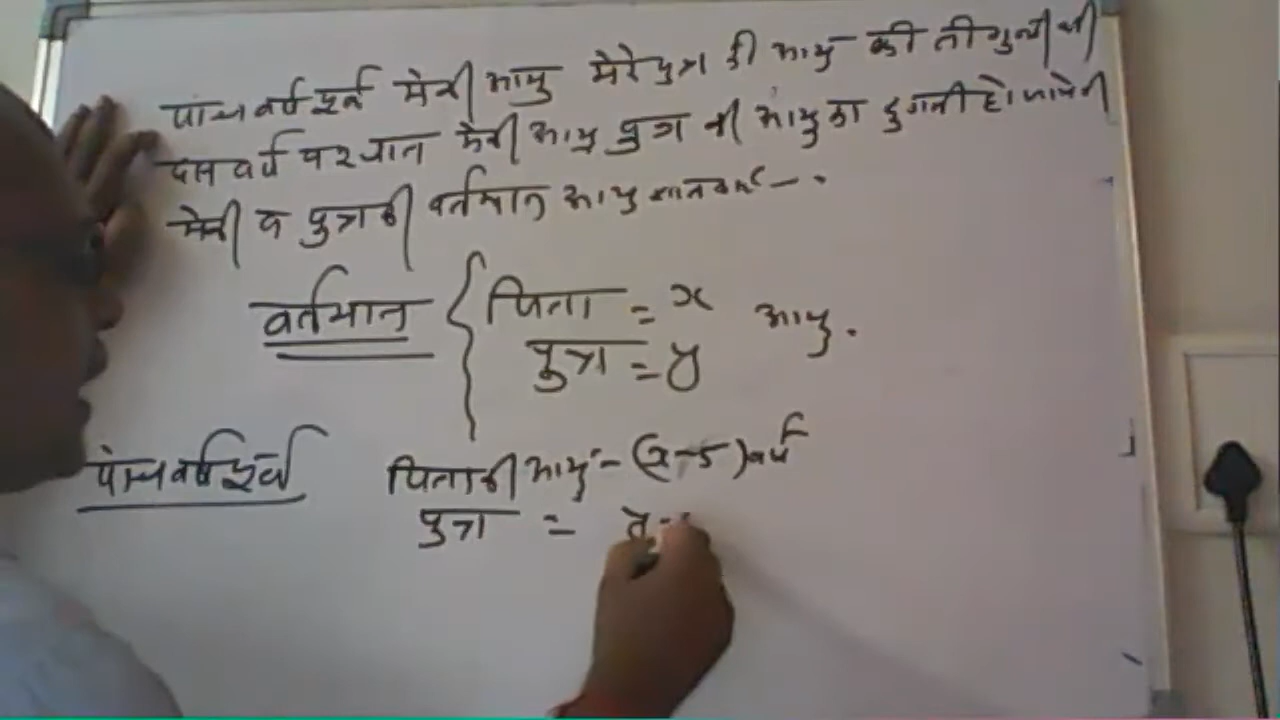 पांच वर्ष पूर्व मेरी आयु मेरे पुत्र की आयु की तीगुनी थी
दस वर्ष पश्चात मेरी आयु पुत्र की आयु का दुगनी हो जायेगी
मेरी व पुत्र की वर्तमान आयु ज्ञात करो - .
वर्तमान { पिता = x आयु .
पुत्र = y
पांच वर्ष पूर्व पिता की आयु = (x-5) वर्ष
पुत्र =